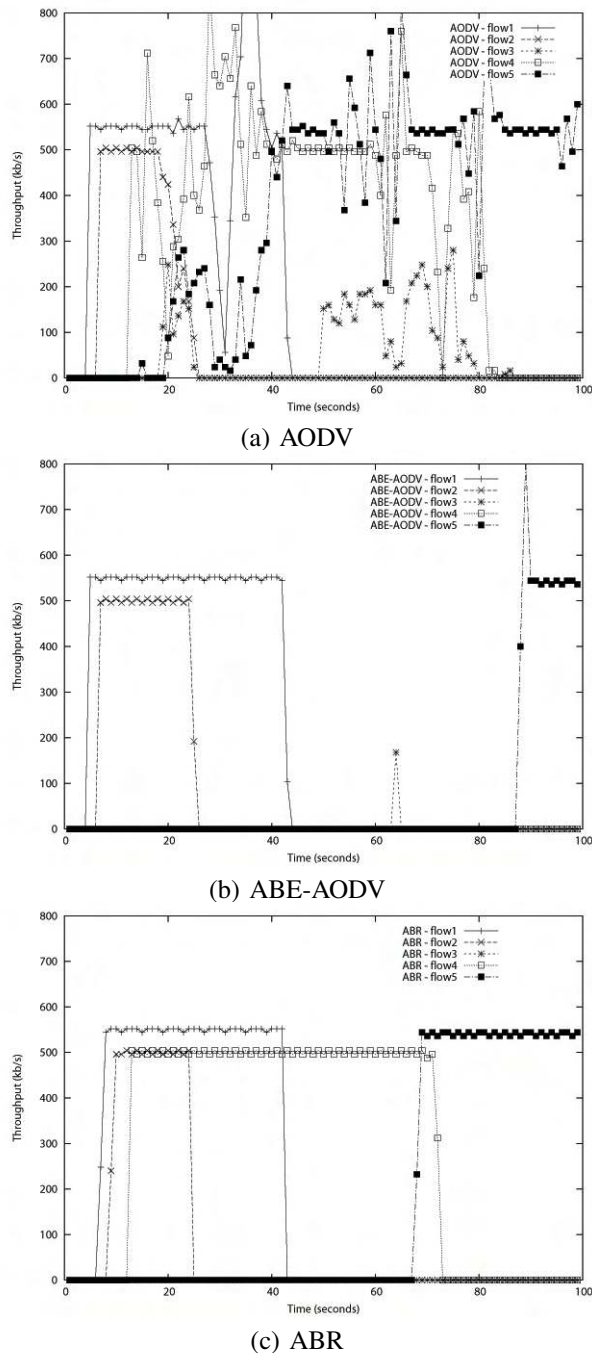 800
700
600
500
400
300
200
100
0
Throughput (kb/s)
AODV - flow1
AODV - flow2
AODV - flow3
AODV - flow4
AODV - flow5
0
20
40
60
80
100
Time (seconds)
(a) AODV
800
700
600
500
400
300
200
100
0
Throughput (kb/s)
ABE-AODV - flow1
ABE-AODV - flow2
ABE-AODV - flow3
ABE-AODV - flow4
ABE-AODV - flow5
0
20
40
60
80
100
Time (seconds)
(b) ABE-AODV
800
700
600
500
400
300
200
100
0
Throughput (kb/s)
ABR - flow1
ABR - flow2
ABR - flow3
ABR - flow4
ABR - flow5
0
20
40
60
80
100
Time (seconds)
(c) ABR